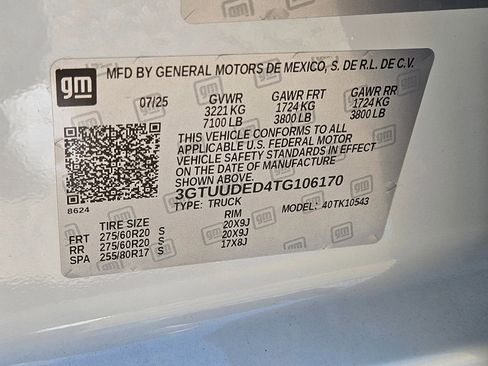 gm
MFD BY GENERAL MOTORS DE MEXICO, S. DE R.L. DE C.V.
07/25 GVWR GAWR FRT GAWR RR
3221 KG 1724 KG 1724 KG
7100 LB 3800 LB 3800 LB
THIS VEHICLE CONFORMS TO ALL
APPLICABLE U.S. FEDERAL MOTOR
VEHICLE SAFETY STANDARDS IN EFFECT
ON THE DATE OF MANUFACTURE
SHOWN ABOVE.
3GTUUDED4TG106170
8624
TYPE: TRUCK MODEL: 40TK10543
TIRE SIZE RIM
FRT 275/60R20 S 20X9J
RR 275/60R20 S 20X9J
SPA 255/80R17 S 17X8J